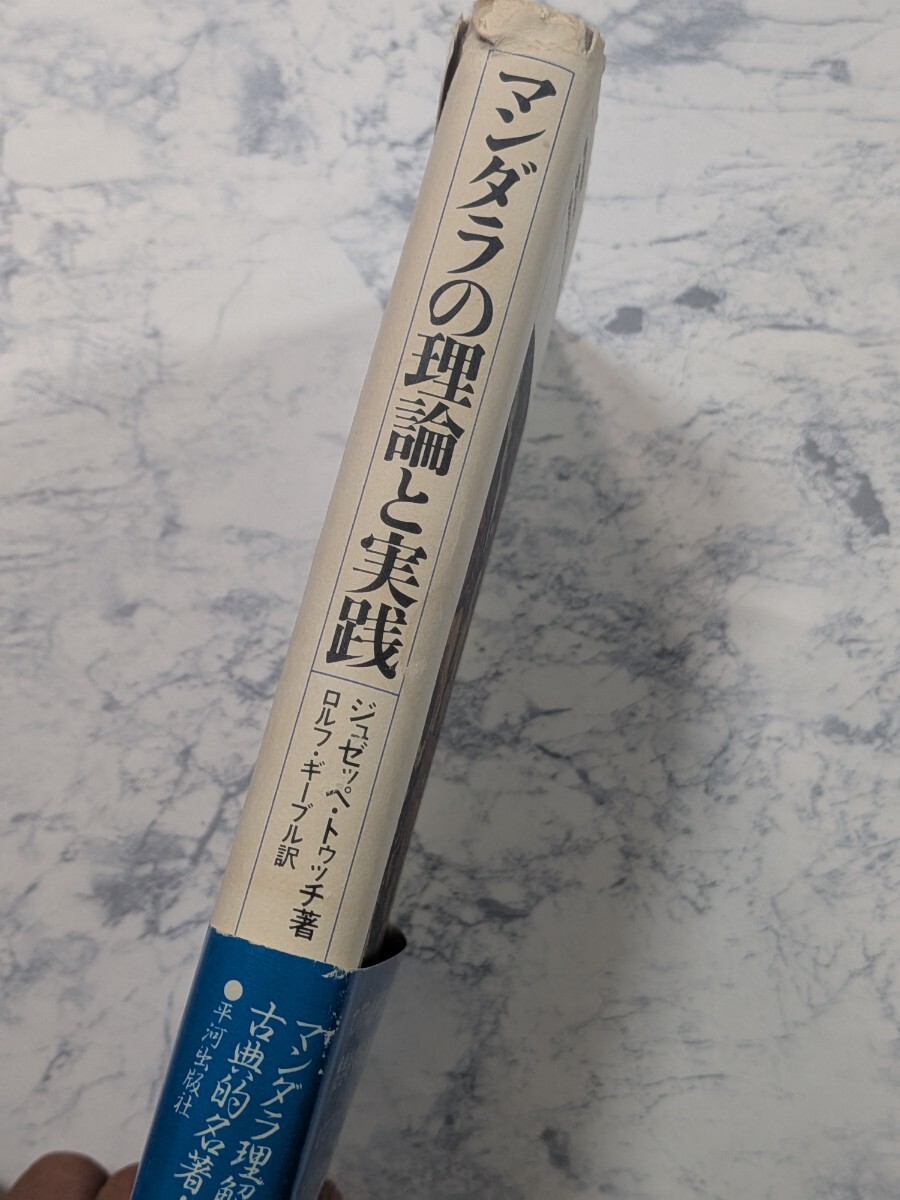 マンダラの理論と実践
ジュゼッペ・トゥッチ著
ロルフ・ギーブル訳
マンダラ理解
古典的名著
●平河出版社